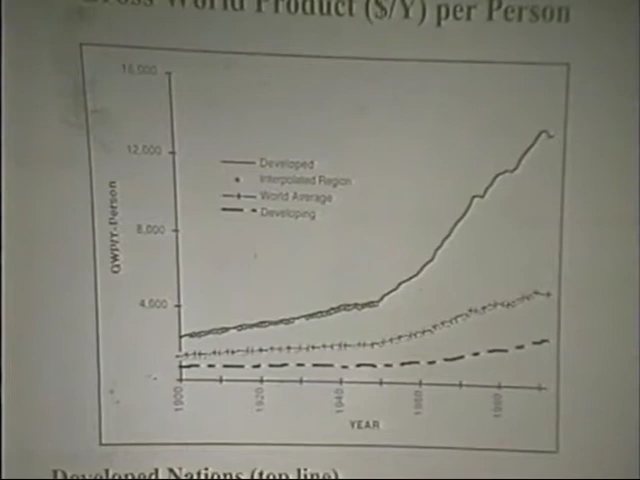 Gross World Product ($/Y) per Person
16,000
12,000
8,000
4,000
GWP/T-Person
Developed
Interpolated Region
World Average
Developing
1900
1920
1940
1960
1980
YEAR
Developed Nations (top line)